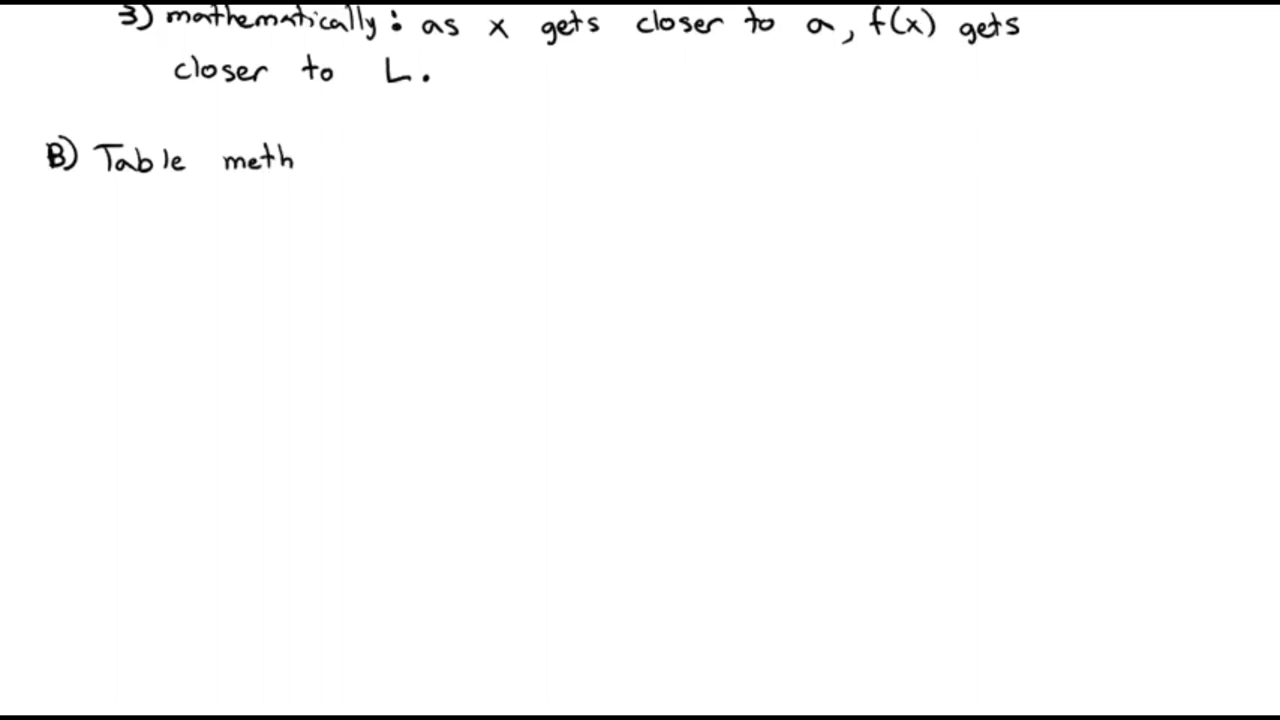 3) mathematically: as x gets closer to a, f(x) gets
closer to L.
B) Table meth